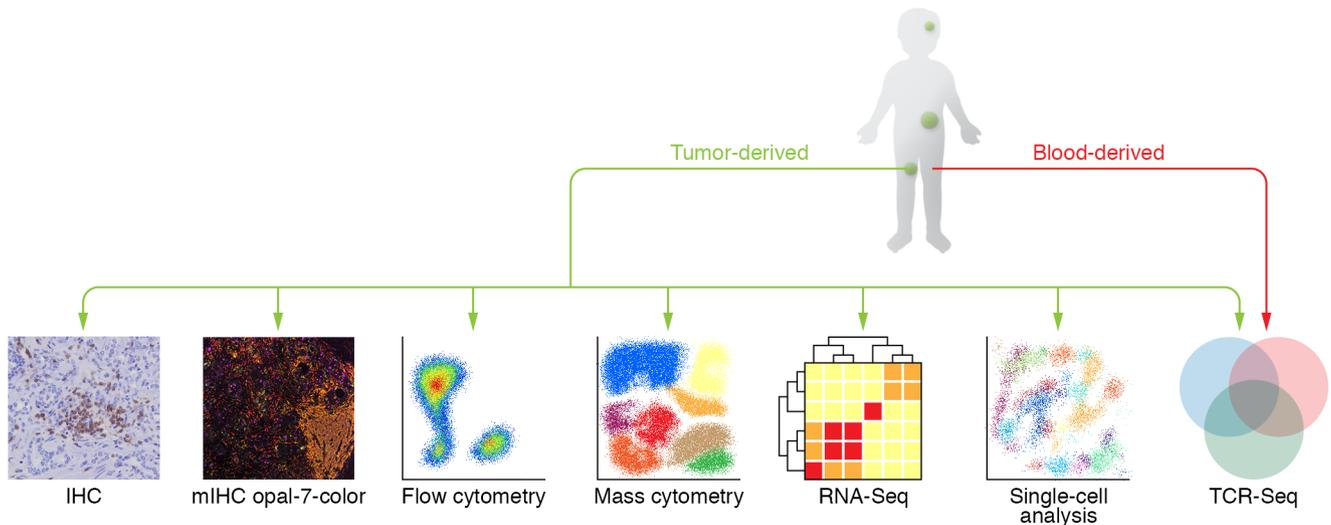 Tumor-derived
Blood-derived
IHC
mIHC opal-7-color
Flow cytometry
Mass cytometry
RNA-Seq
Single-cell
analysis
TCR-Seq